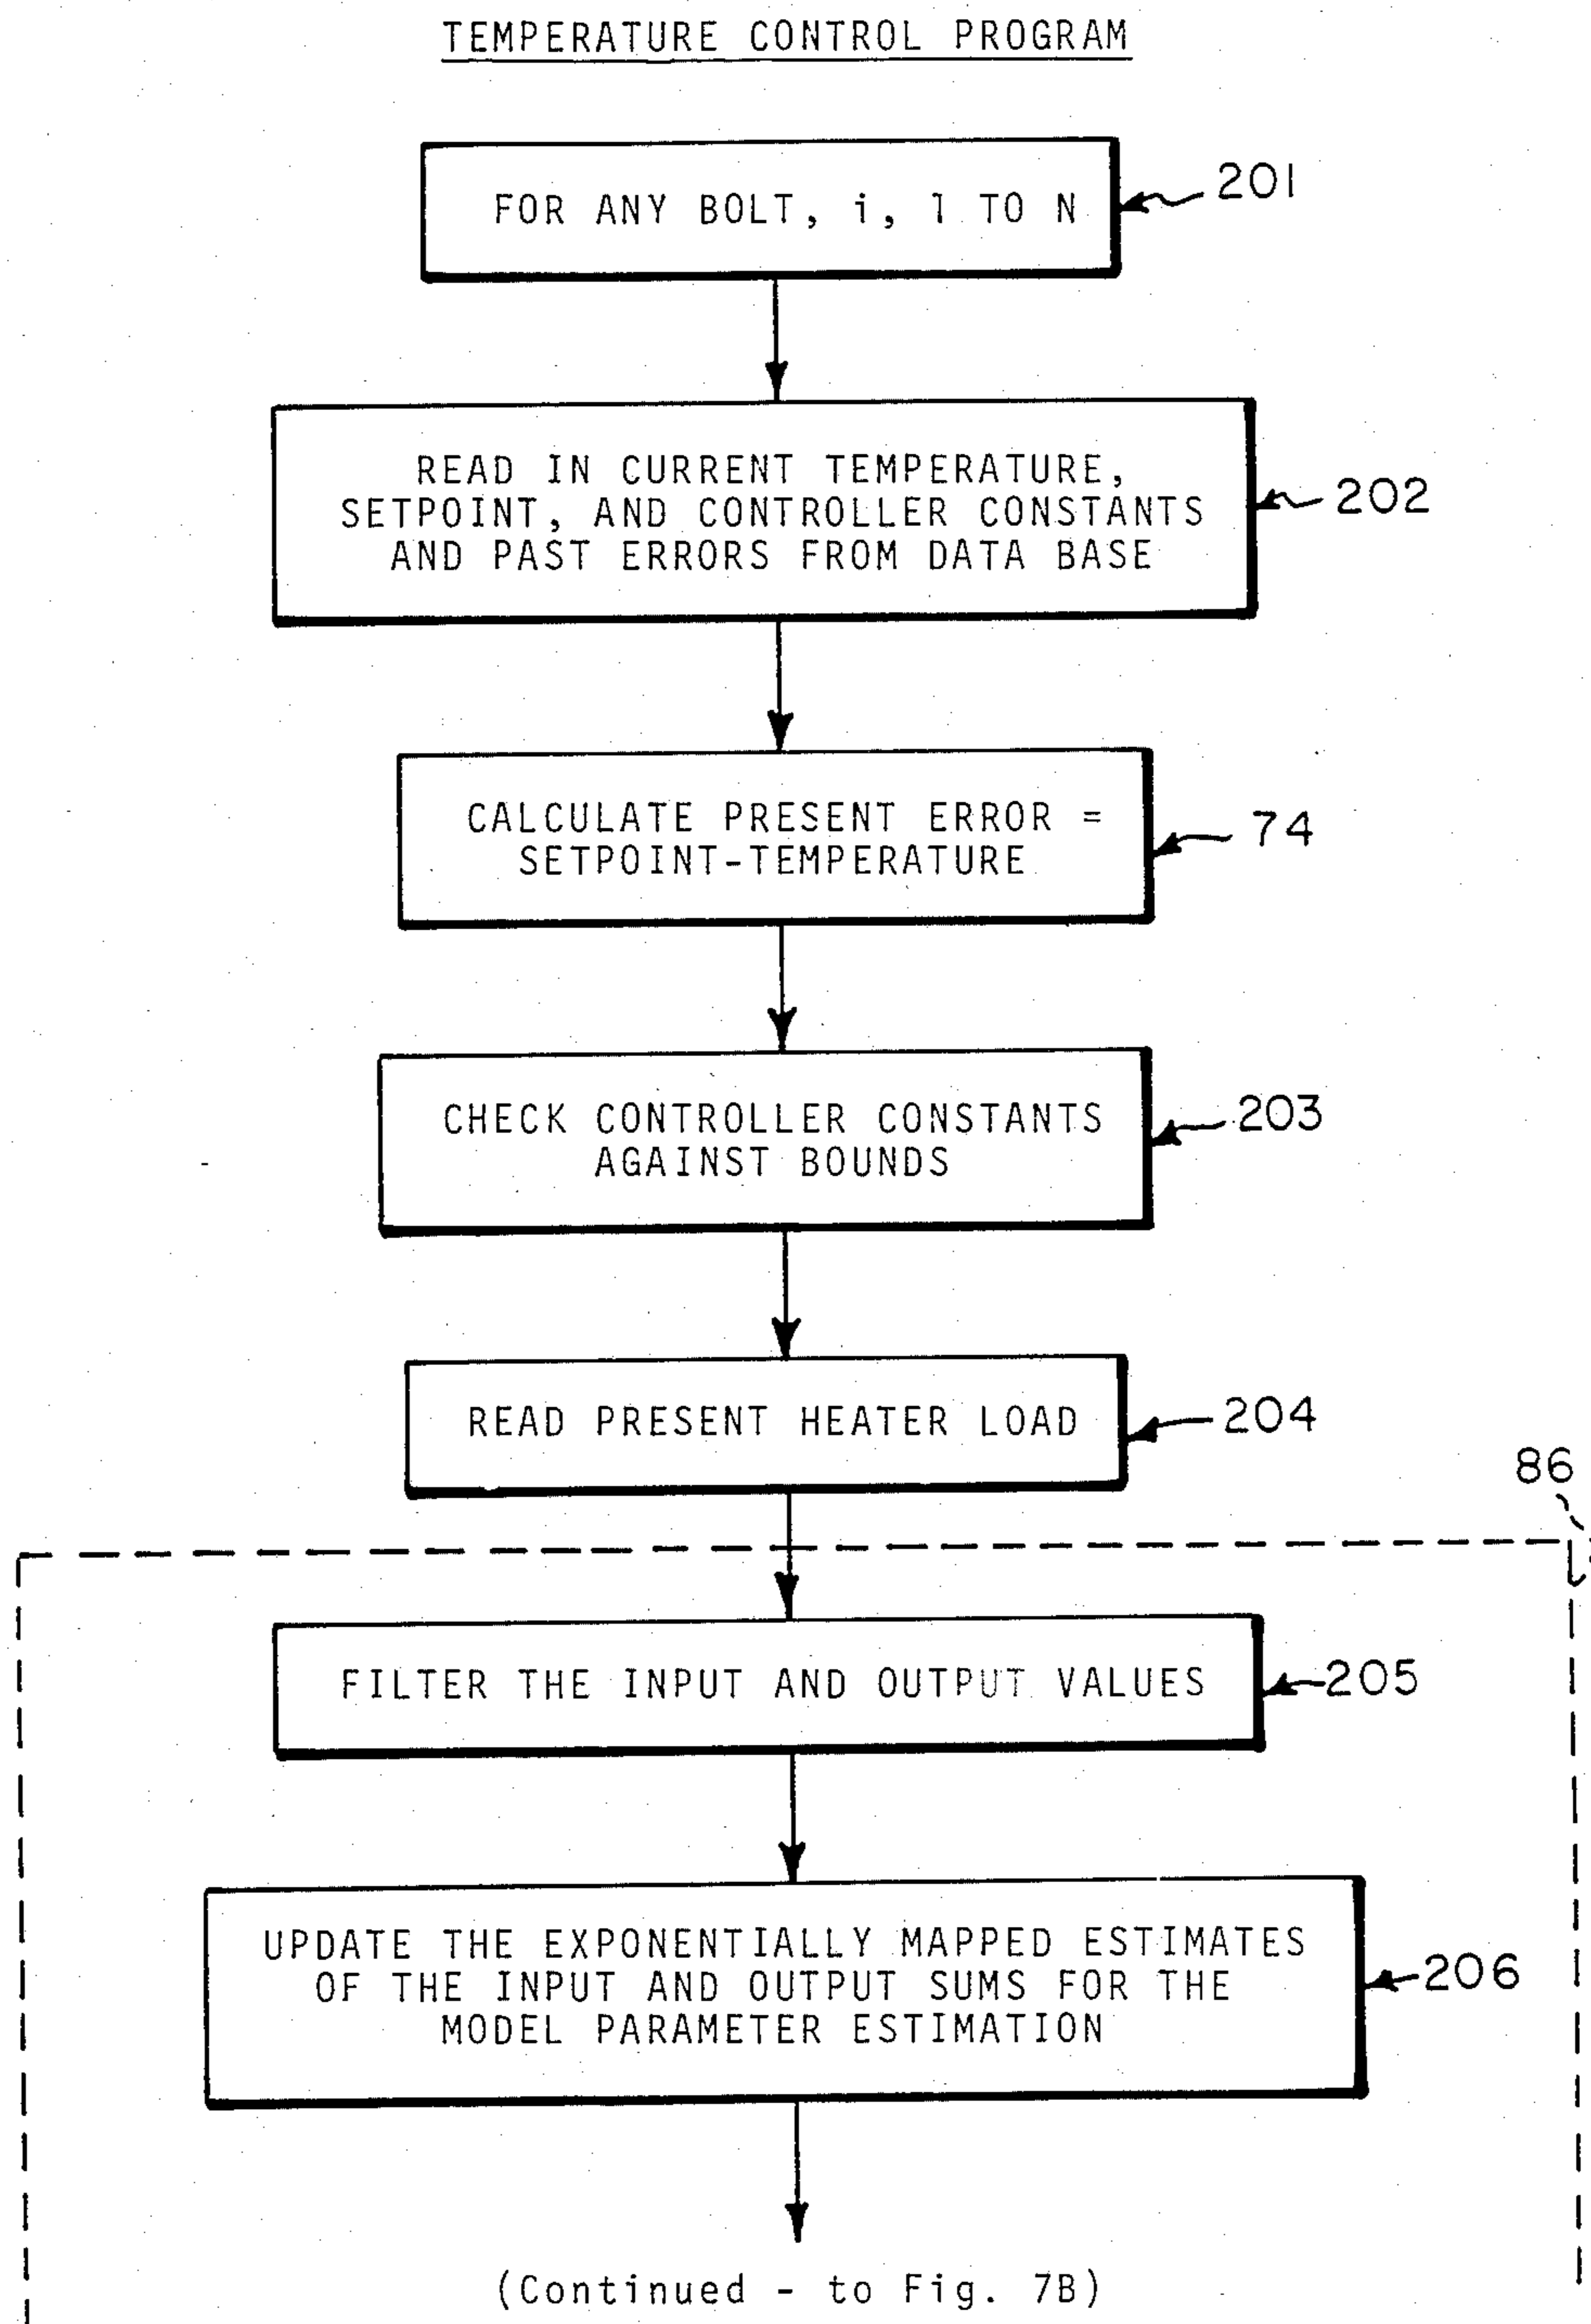 TEMPERATURE CONTROL PROGRAM
FOR ANY BOLT, i, 1 TO N
201
READ IN CURRENT TEMPERATURE,
SETPOINT, AND CONTROLLER CONSTANTS
AND PAST ERRORS FROM DATA BASE
202
CALCULATE PRESENT ERROR =
SETPOINT-TEMPERATURE
74
CHECK CONTROLLER CONSTANTS
AGAINST BOUNDS
203
READ PRESENT HEATER LOAD
204
86
FILTER THE INPUT AND OUTPUT VALUES
205
UPDATE THE EXPONENTIALLY MAPPED ESTIMATES
OF THE INPUT AND OUTPUT SUMS FOR THE
MODEL PARAMETER ESTIMATION
206
(Continued - to Fig. 7B)